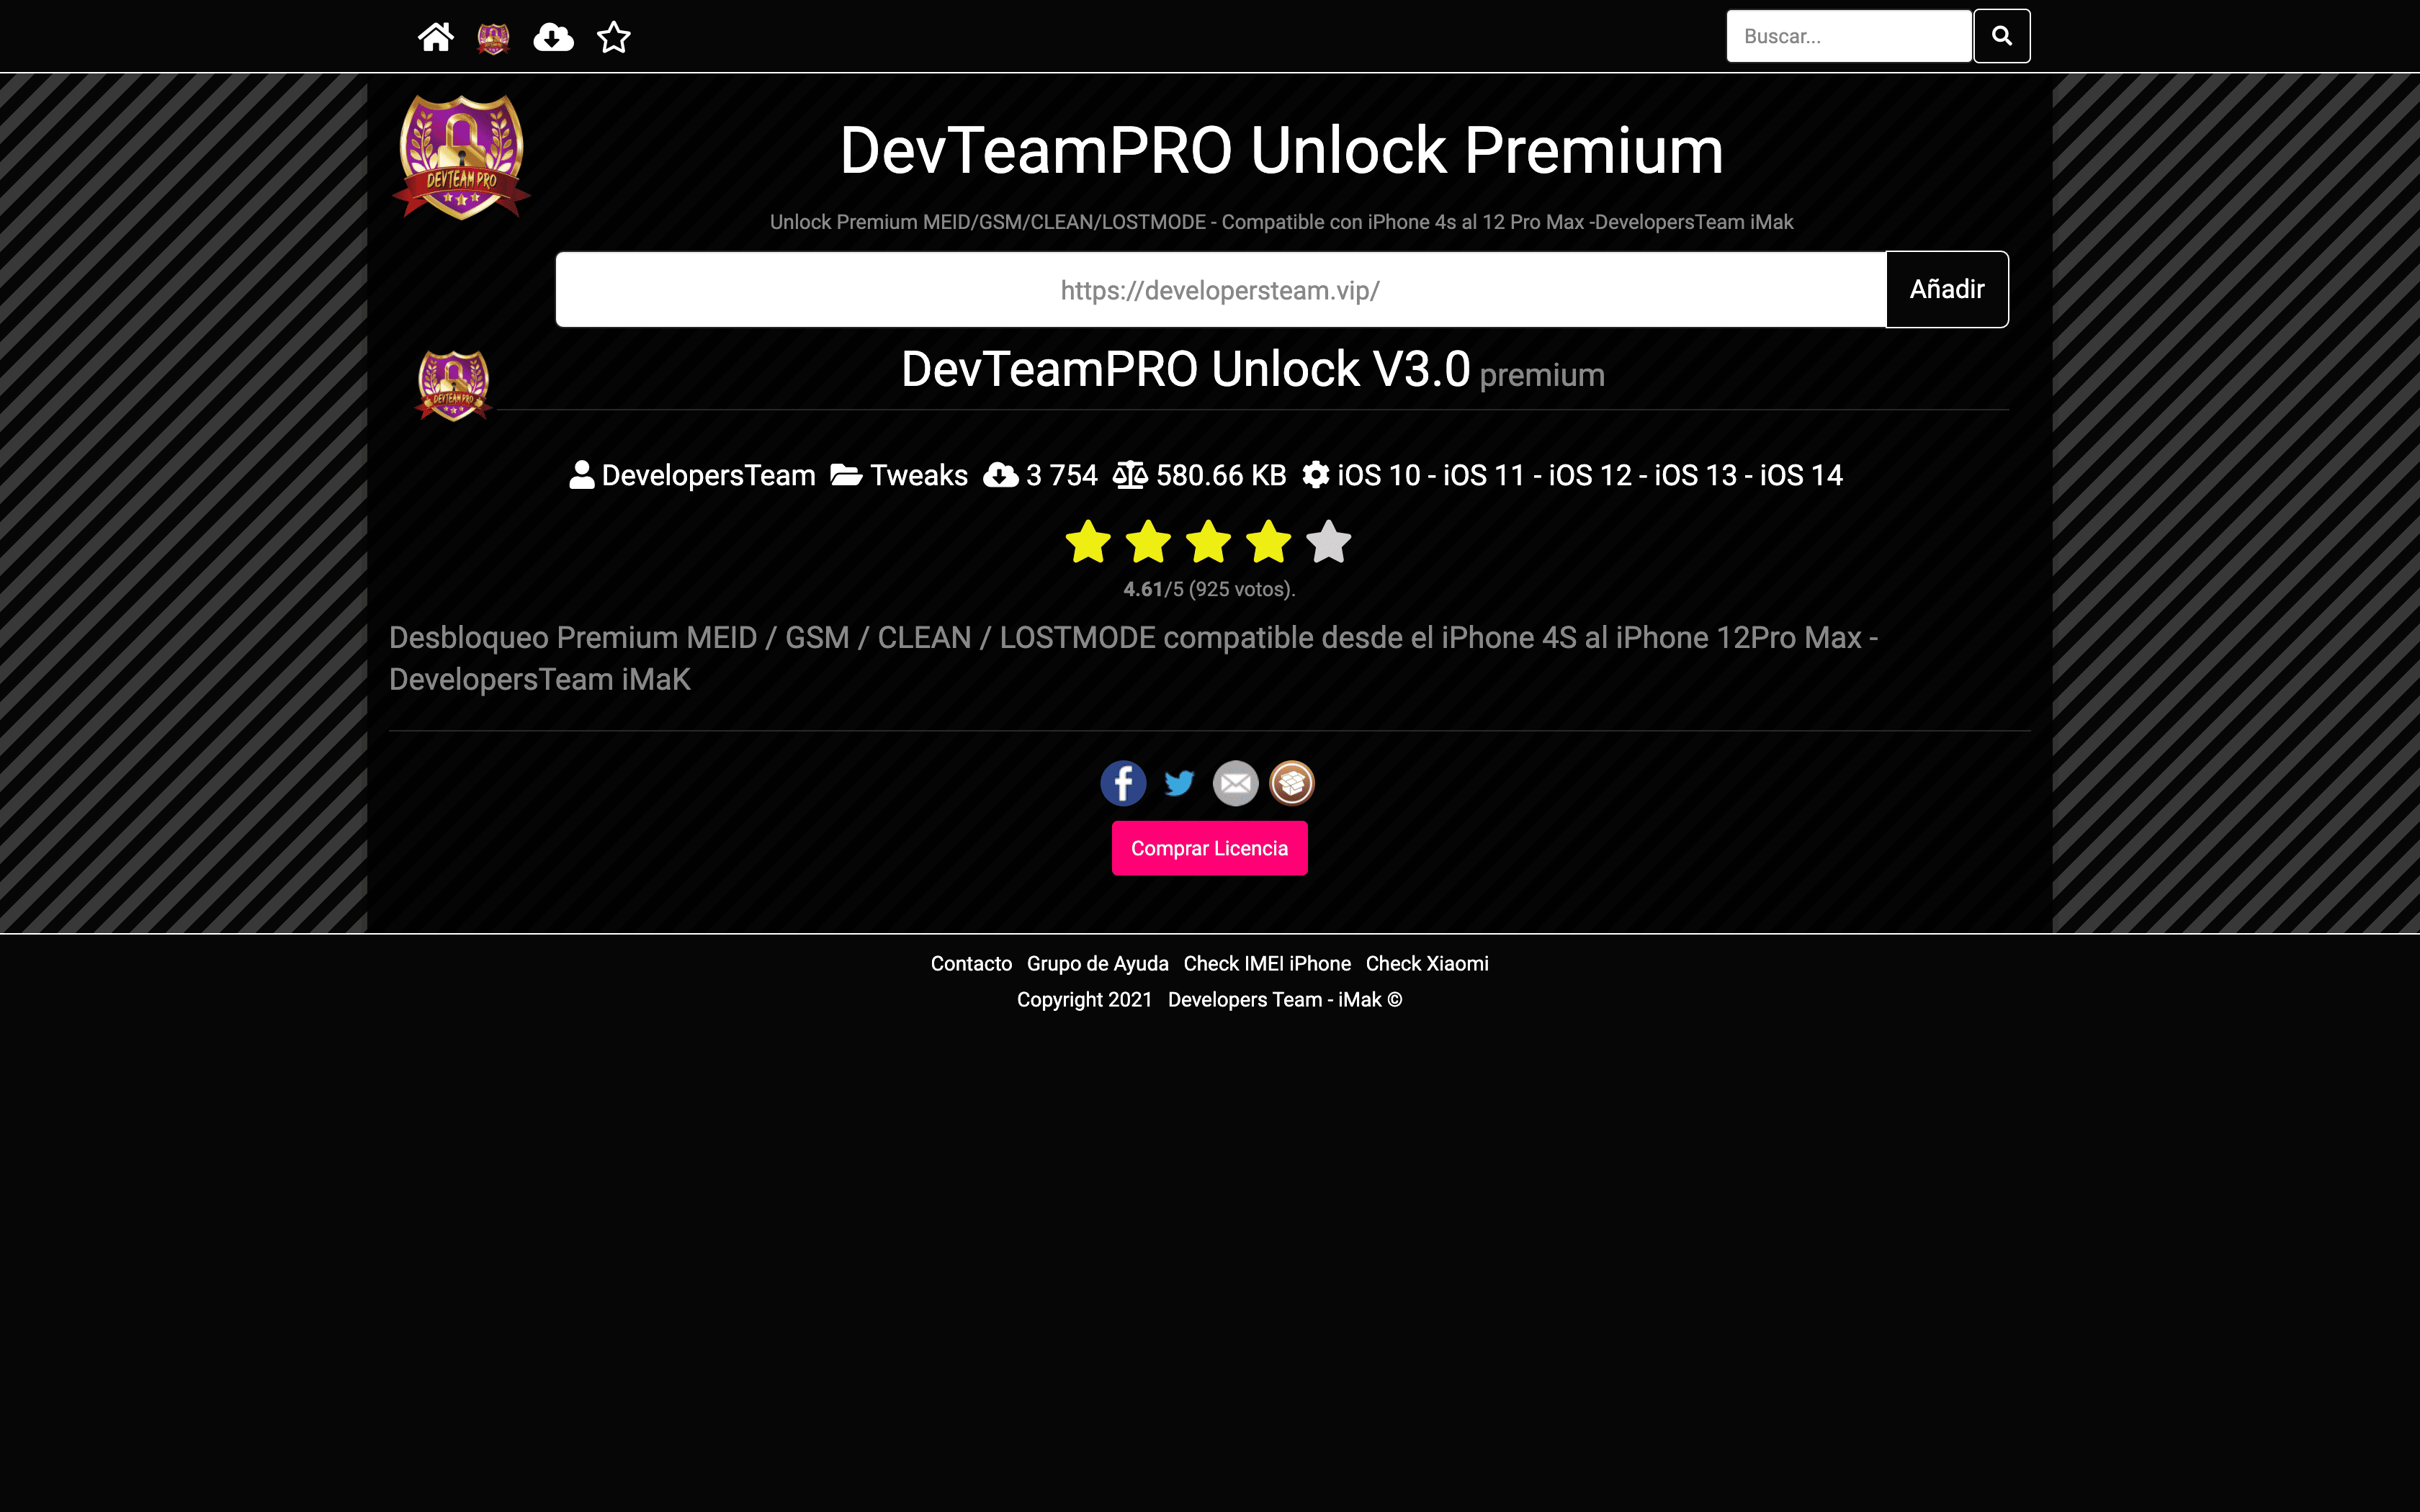 Buscar...
DEVTEAM PRO
DevTeamPRO Unlock Premium
Unlock Premium MEID/GSM/CLEAN/LOSTMODE - Compatible con iPhone 4s al 12 Pro Max -DevelopersTeam iMak
https://developersteam.vip/ Añadir
DEVTEAM PRO
DevTeamPRO Unlock V3.0 premium
DevelopersTeam Tweaks 3 754 580.66 KB iOS 10 - iOS 11 - iOS 12 - iOS 13 - iOS 14
4.61/5 (925 votos).
Desbloqueo Premium MEID / GSM / CLEAN / LOSTMODE compatible desde el iPhone 4S al iPhone 12Pro Max -
DevelopersTeam iMaK
Comprar Licencia
Contacto Grupo de Ayuda Check IMEI iPhone Check Xiaomi
Copyright 2021 Developers Team - iMak ©